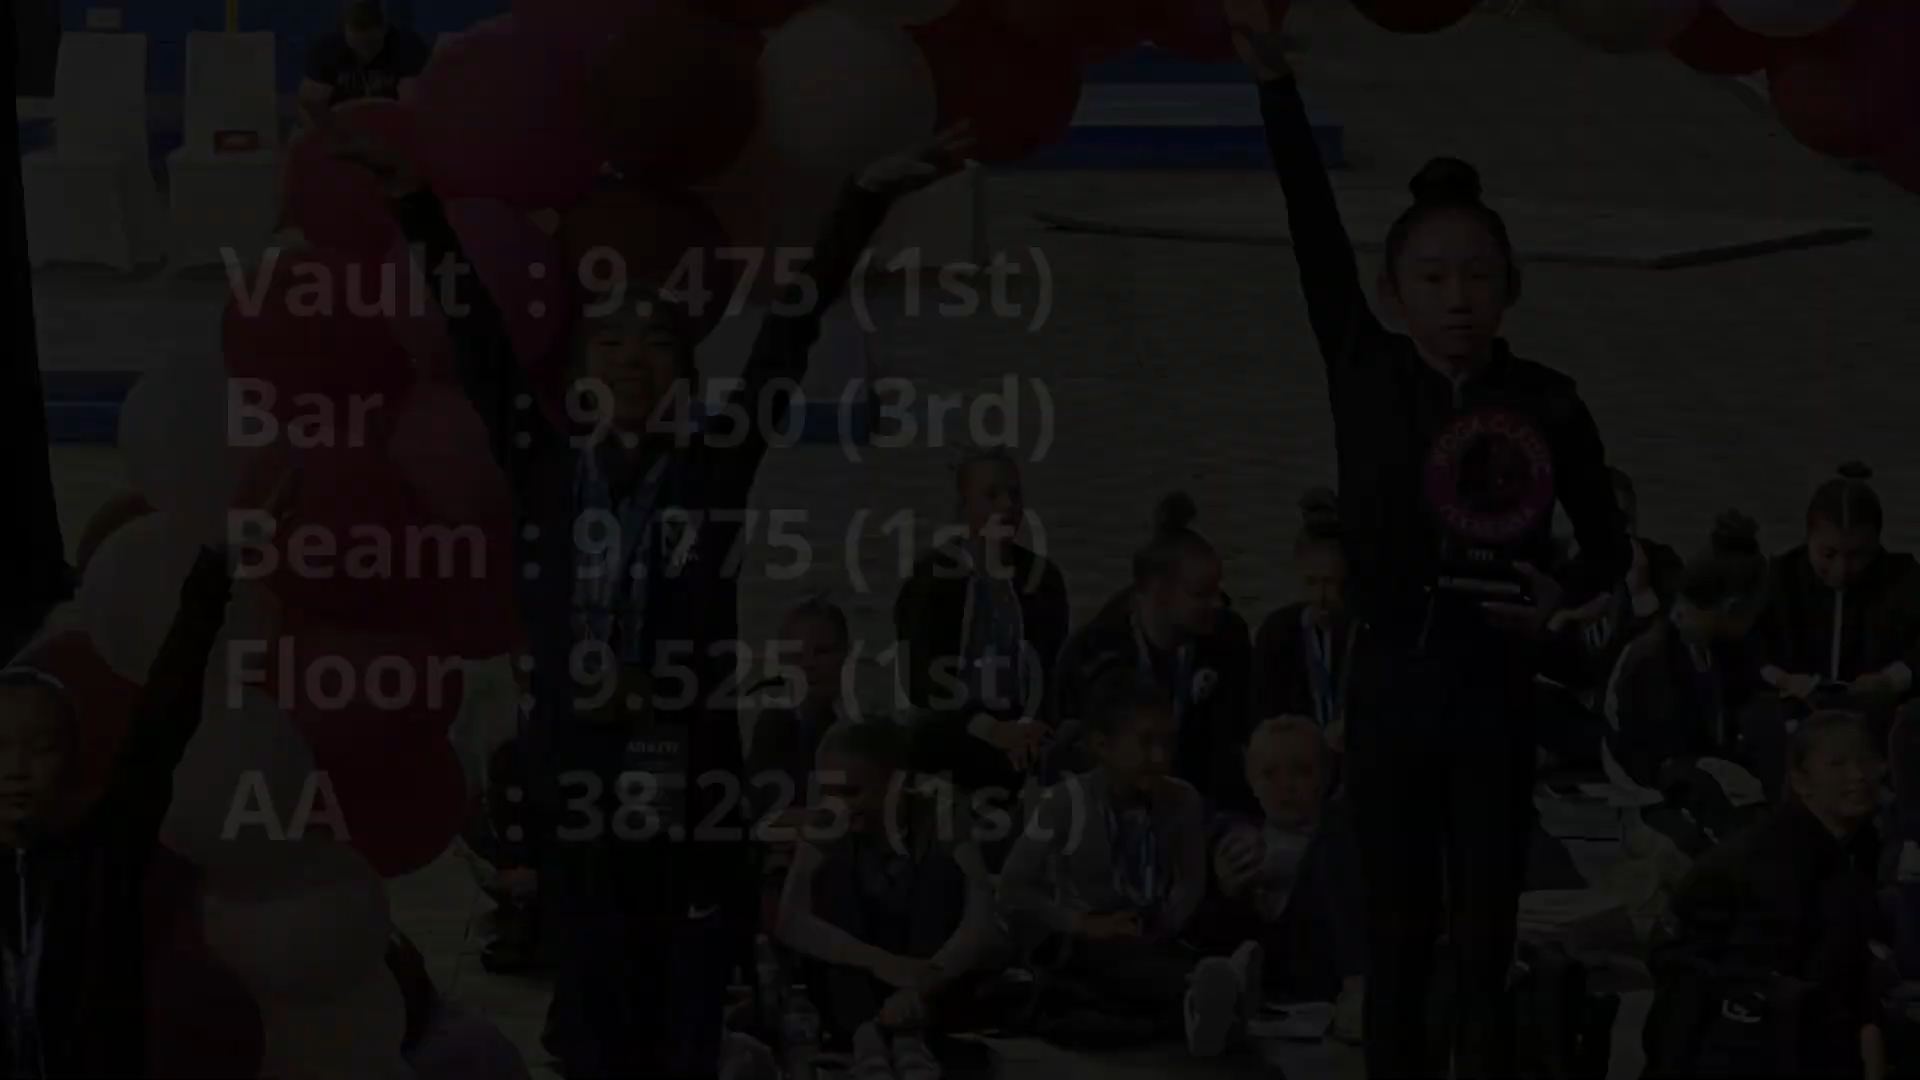 Vault : 9.475 (1st)
Bar : 9.450 (3rd)
Beam : 9.775 (1st)
Floor : 9.525 (1st)
AA : 38.225 (1st)